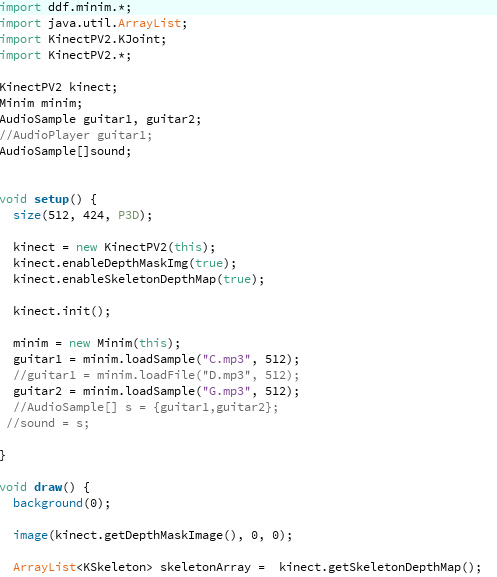 import ddf.minim.*;
import java.util.ArrayList;
import KinectPV2.KJoint;
import KinectPV2.*;
KinectPV2 kinect;
Minim minim;
AudioSample guitar1, guitar2;
//AudioPlayer guitar1;
AudioSample[]sound;
void setup() {
size(512, 424, P3D);
kinect = new KinectPV2(this);
kinect.enableDepthMaskImg(true);
kinect.enableSkeletonDepthMap(true);
kinect.init();
minim = new Minim(this);
guitar1 = minim.loadSample("C.mp3", 512);
//guitar1 = minim.loadFile("D.mp3", 512);
guitar2 = minim.loadSample("G.mp3", 512);
//AudioSample[] s = {guitar1,guitar2};
//sound = s;
}
void draw() {
background(0);
image(kinect.getDepthMaskImage(), 0, 0);
ArrayList<KSkeleton> skeletonArray =  kinect.getSkeletonDepthMap();